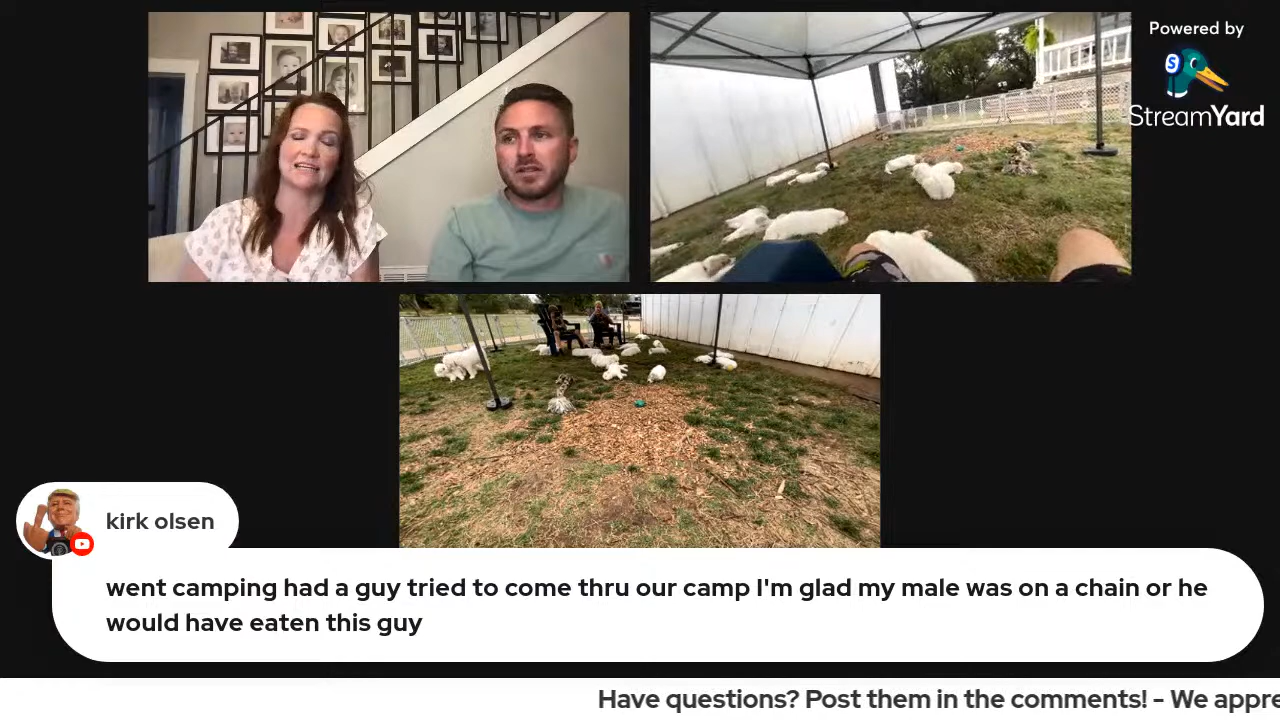 Powered by
StreamYard
kirk olsen
went camping had a guy tried to come thru our camp I'm glad my male was on a chain or he
would have eaten this guy
Have questions? Post them in the comments! - We appre